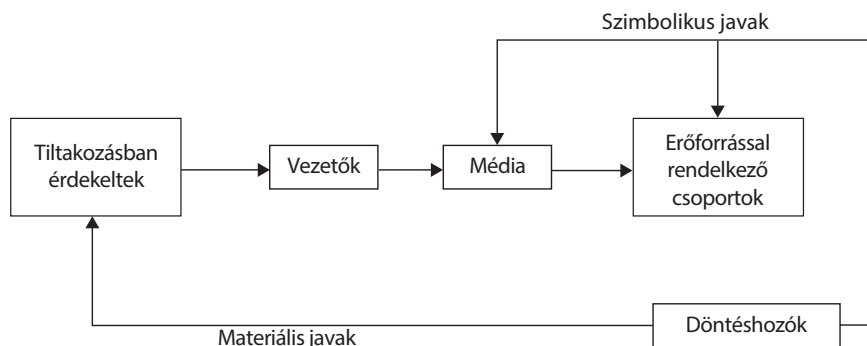 Szimbolikus javak
Tiltakozásban
érdekeltek
Vezetők
Média
Erőforrással
rendelkező
csoportok
Materiális javak
Döntéshozók